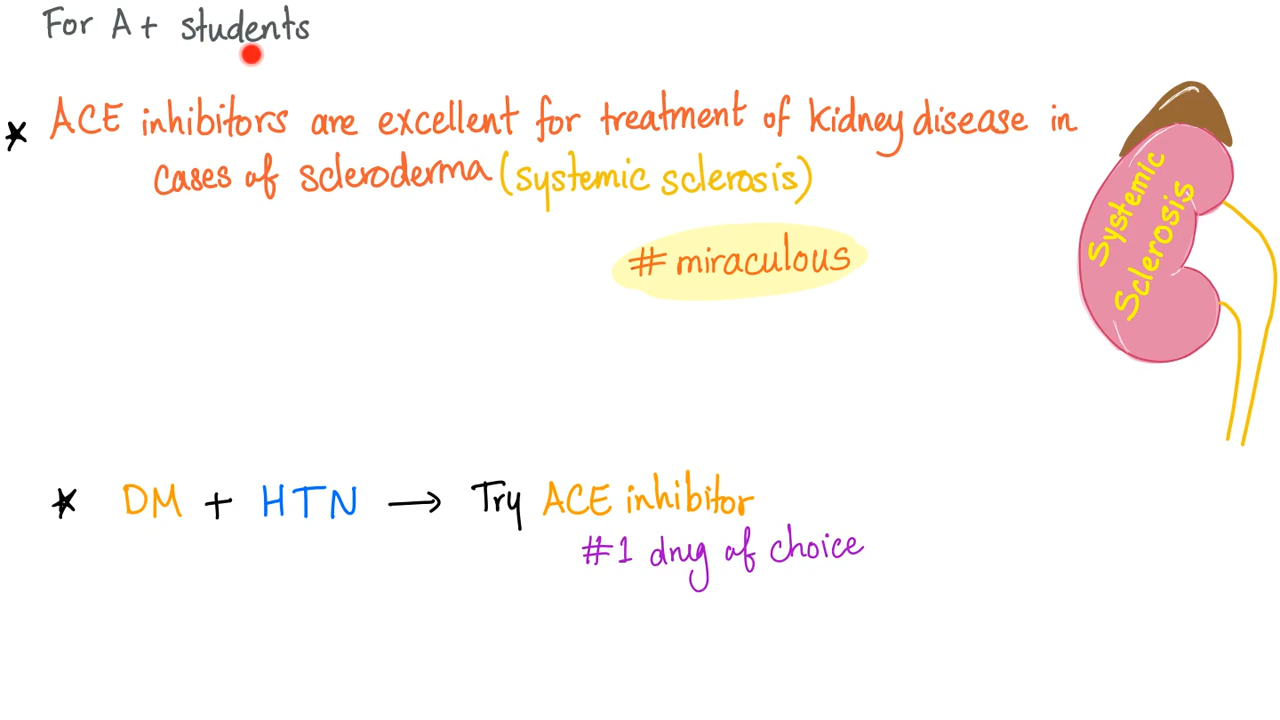 For A+ students
* ACE inhibitors are excellent for treatment of kidney disease in
cases of scleroderma (systemic sclerosis)
# miraculous
Systemic
Sclerosis
* DM + HTN → Try ACE inhibitor
#1 drug of choice